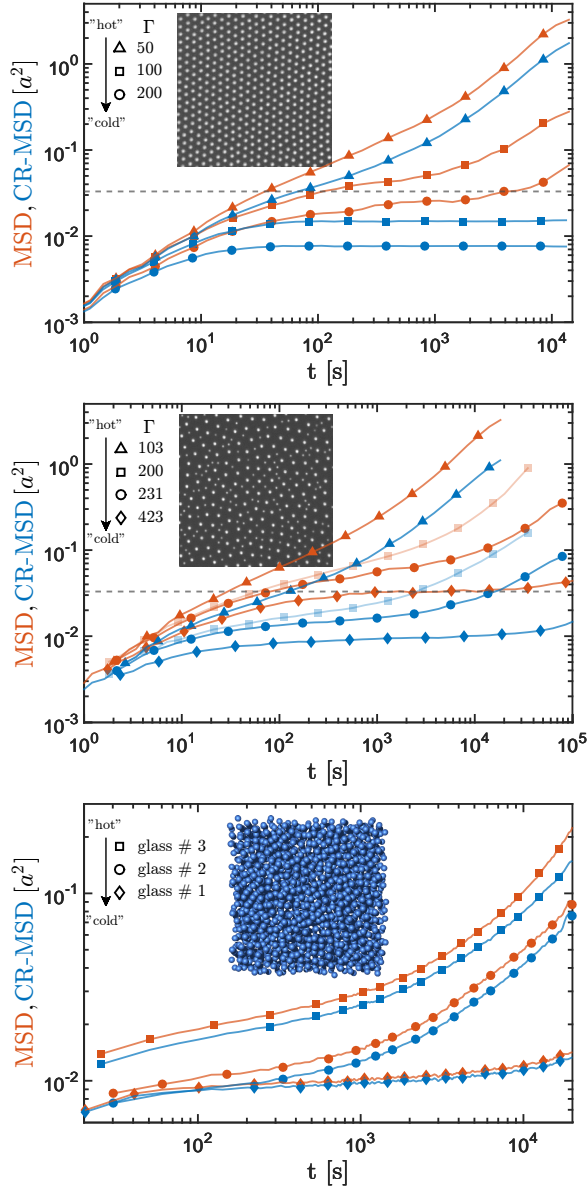 MSD, CR-MSD [a²]
"hot" Γ
50
100
200
"cold"
10⁰
10⁻¹
10⁻²
10⁻³
10⁰ 10¹ 10² 10³ 10⁴
t [s]
MSD, CR-MSD [a²]
"hot" Γ
103
200
231
423
"cold"
10⁰
10⁻¹
10⁻²
10⁻³
10⁰ 10¹ 10² 10³ 10⁴ 10⁵
t [s]
MSD, CR-MSD [a²]
"hot"
glass # 3
glass # 2
glass # 1
"cold"
10⁻¹
10⁻²
10² 10³ 10⁴
t [s]